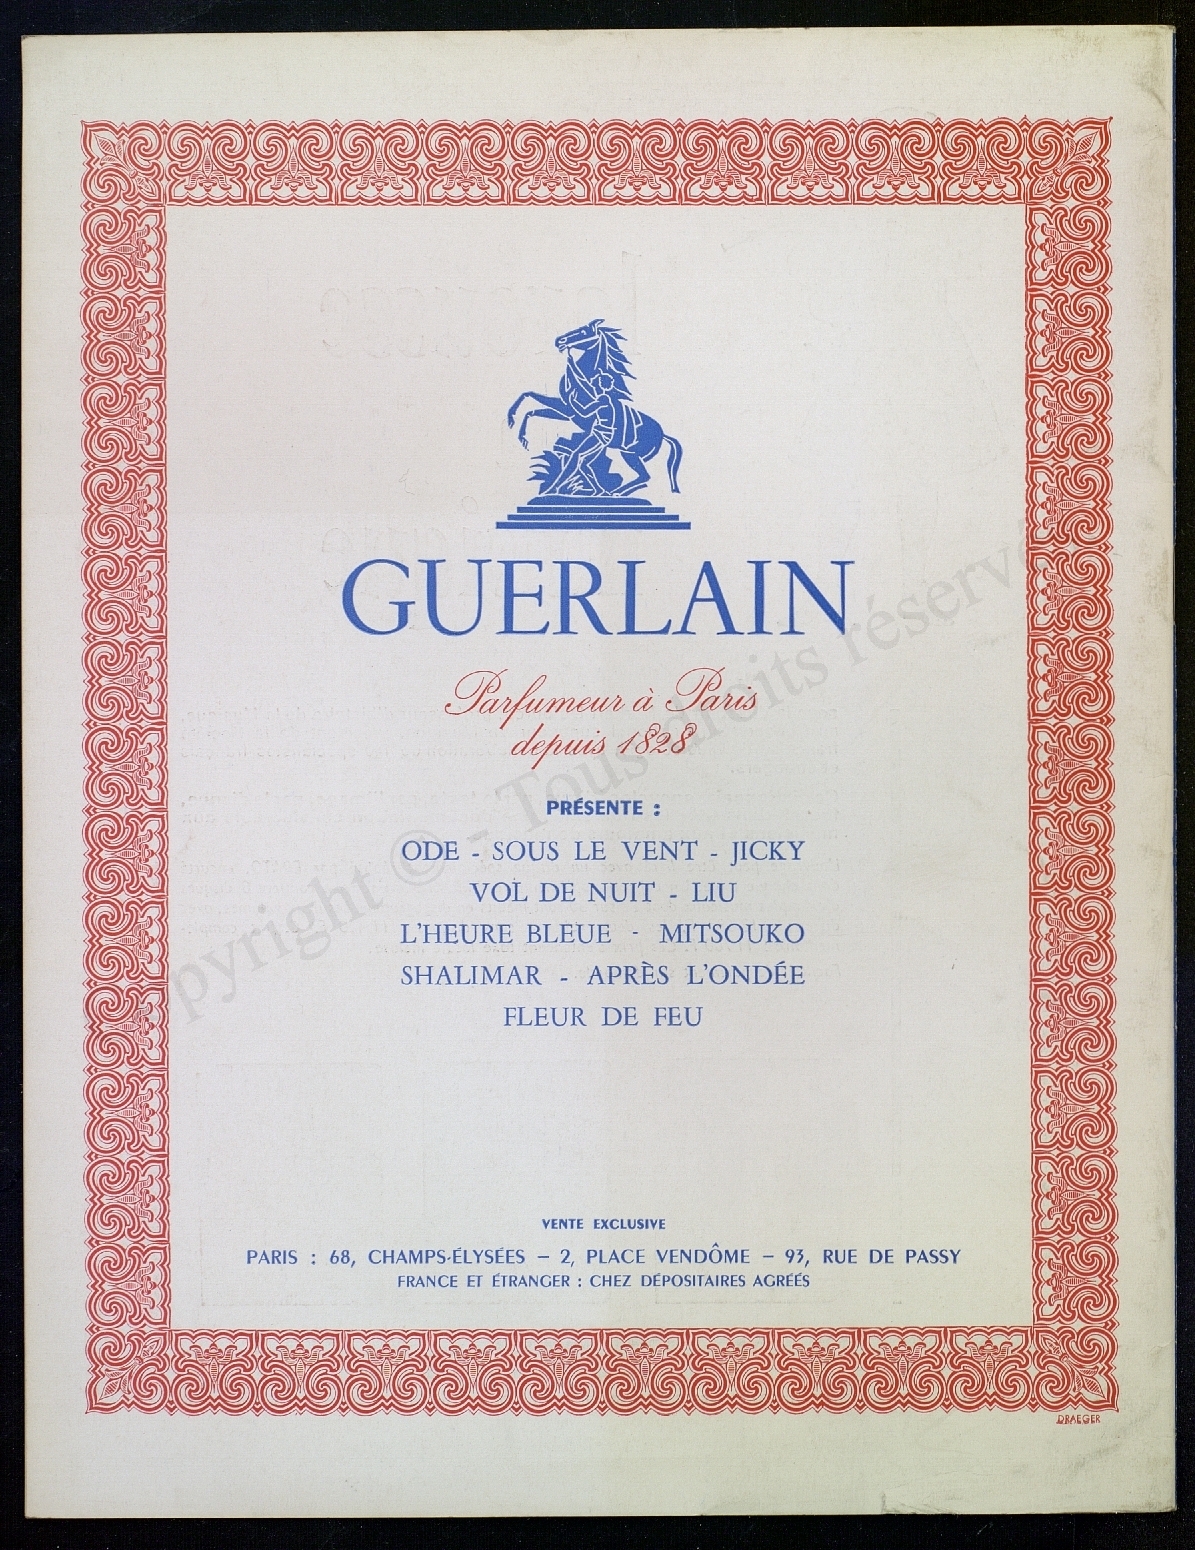 GUERLAIN
Parfumeur à Paris
depuis 1828
PRÉSENTE :
ODE - SOUS LE VENT - JICKY
VOL DE NUIT - LIU
L'HEURE BLEUE - MITSOUKO
SHALIMAR - APRÈS L'ONDÉE
FLEUR DE FEU
VENTE EXCLUSIVE
PARIS : 68, CHAMPS-ÉLYSÉES – 2, PLACE VENDÔME – 93, RUE DE PASSY
FRANCE ET ÉTRANGER : CHEZ DÉPOSITAIRES AGRÉÉS
DRAEGER
pyright © - Tous droits réservé